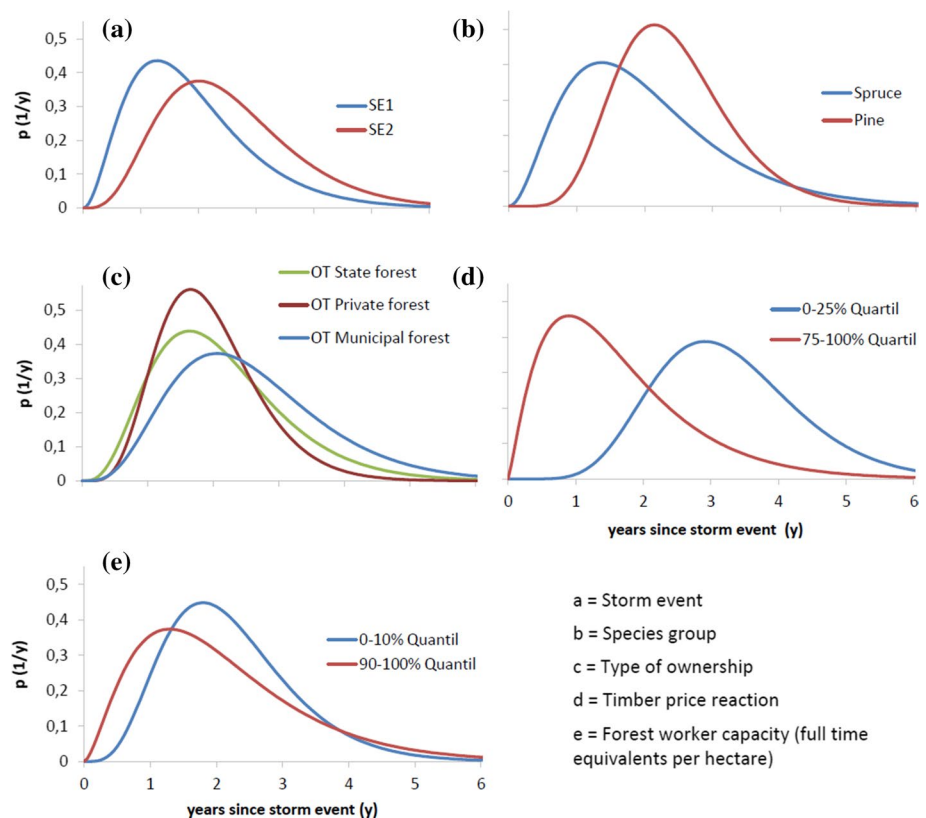 (a)
0,5
0,4
0,3
0,2
0,1
0
p (1/y)
SE1
SE2
(b)
Spruce
Pine
(c)
0,5
0,4
0,3
0,2
0,1
0
p (1/y)
OT State forest
OT Private forest
OT Municipal forest
(d)
0-25% Quartil
75-100% Quartil
0 1 2 3 4 5 6
years since storm event (y)
(e)
0,5
0,4
0,3
0,2
0,1
0
p (1/y)
0-10% Quantil
90-100% Quantil
0 1 2 3 4 5 6
years since storm event (y)
a = Storm event
b = Species group
c = Type of ownership
d = Timber price reaction
e = Forest worker capacity (full time
equivalents per hectare)